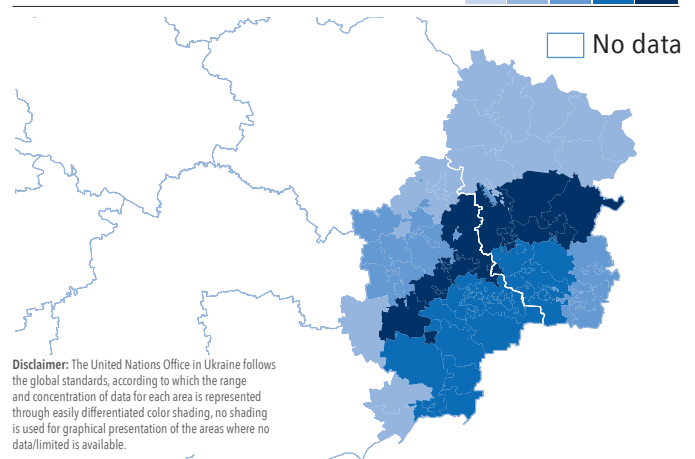 No data
Disclaimer: The United Nations Office in Ukraine follows
the global standards, according to which the range
and concentration of data for each area is represented
through easily differentiated color shading, no shading
is used for graphical presentation of the areas where no
data/limited is available.